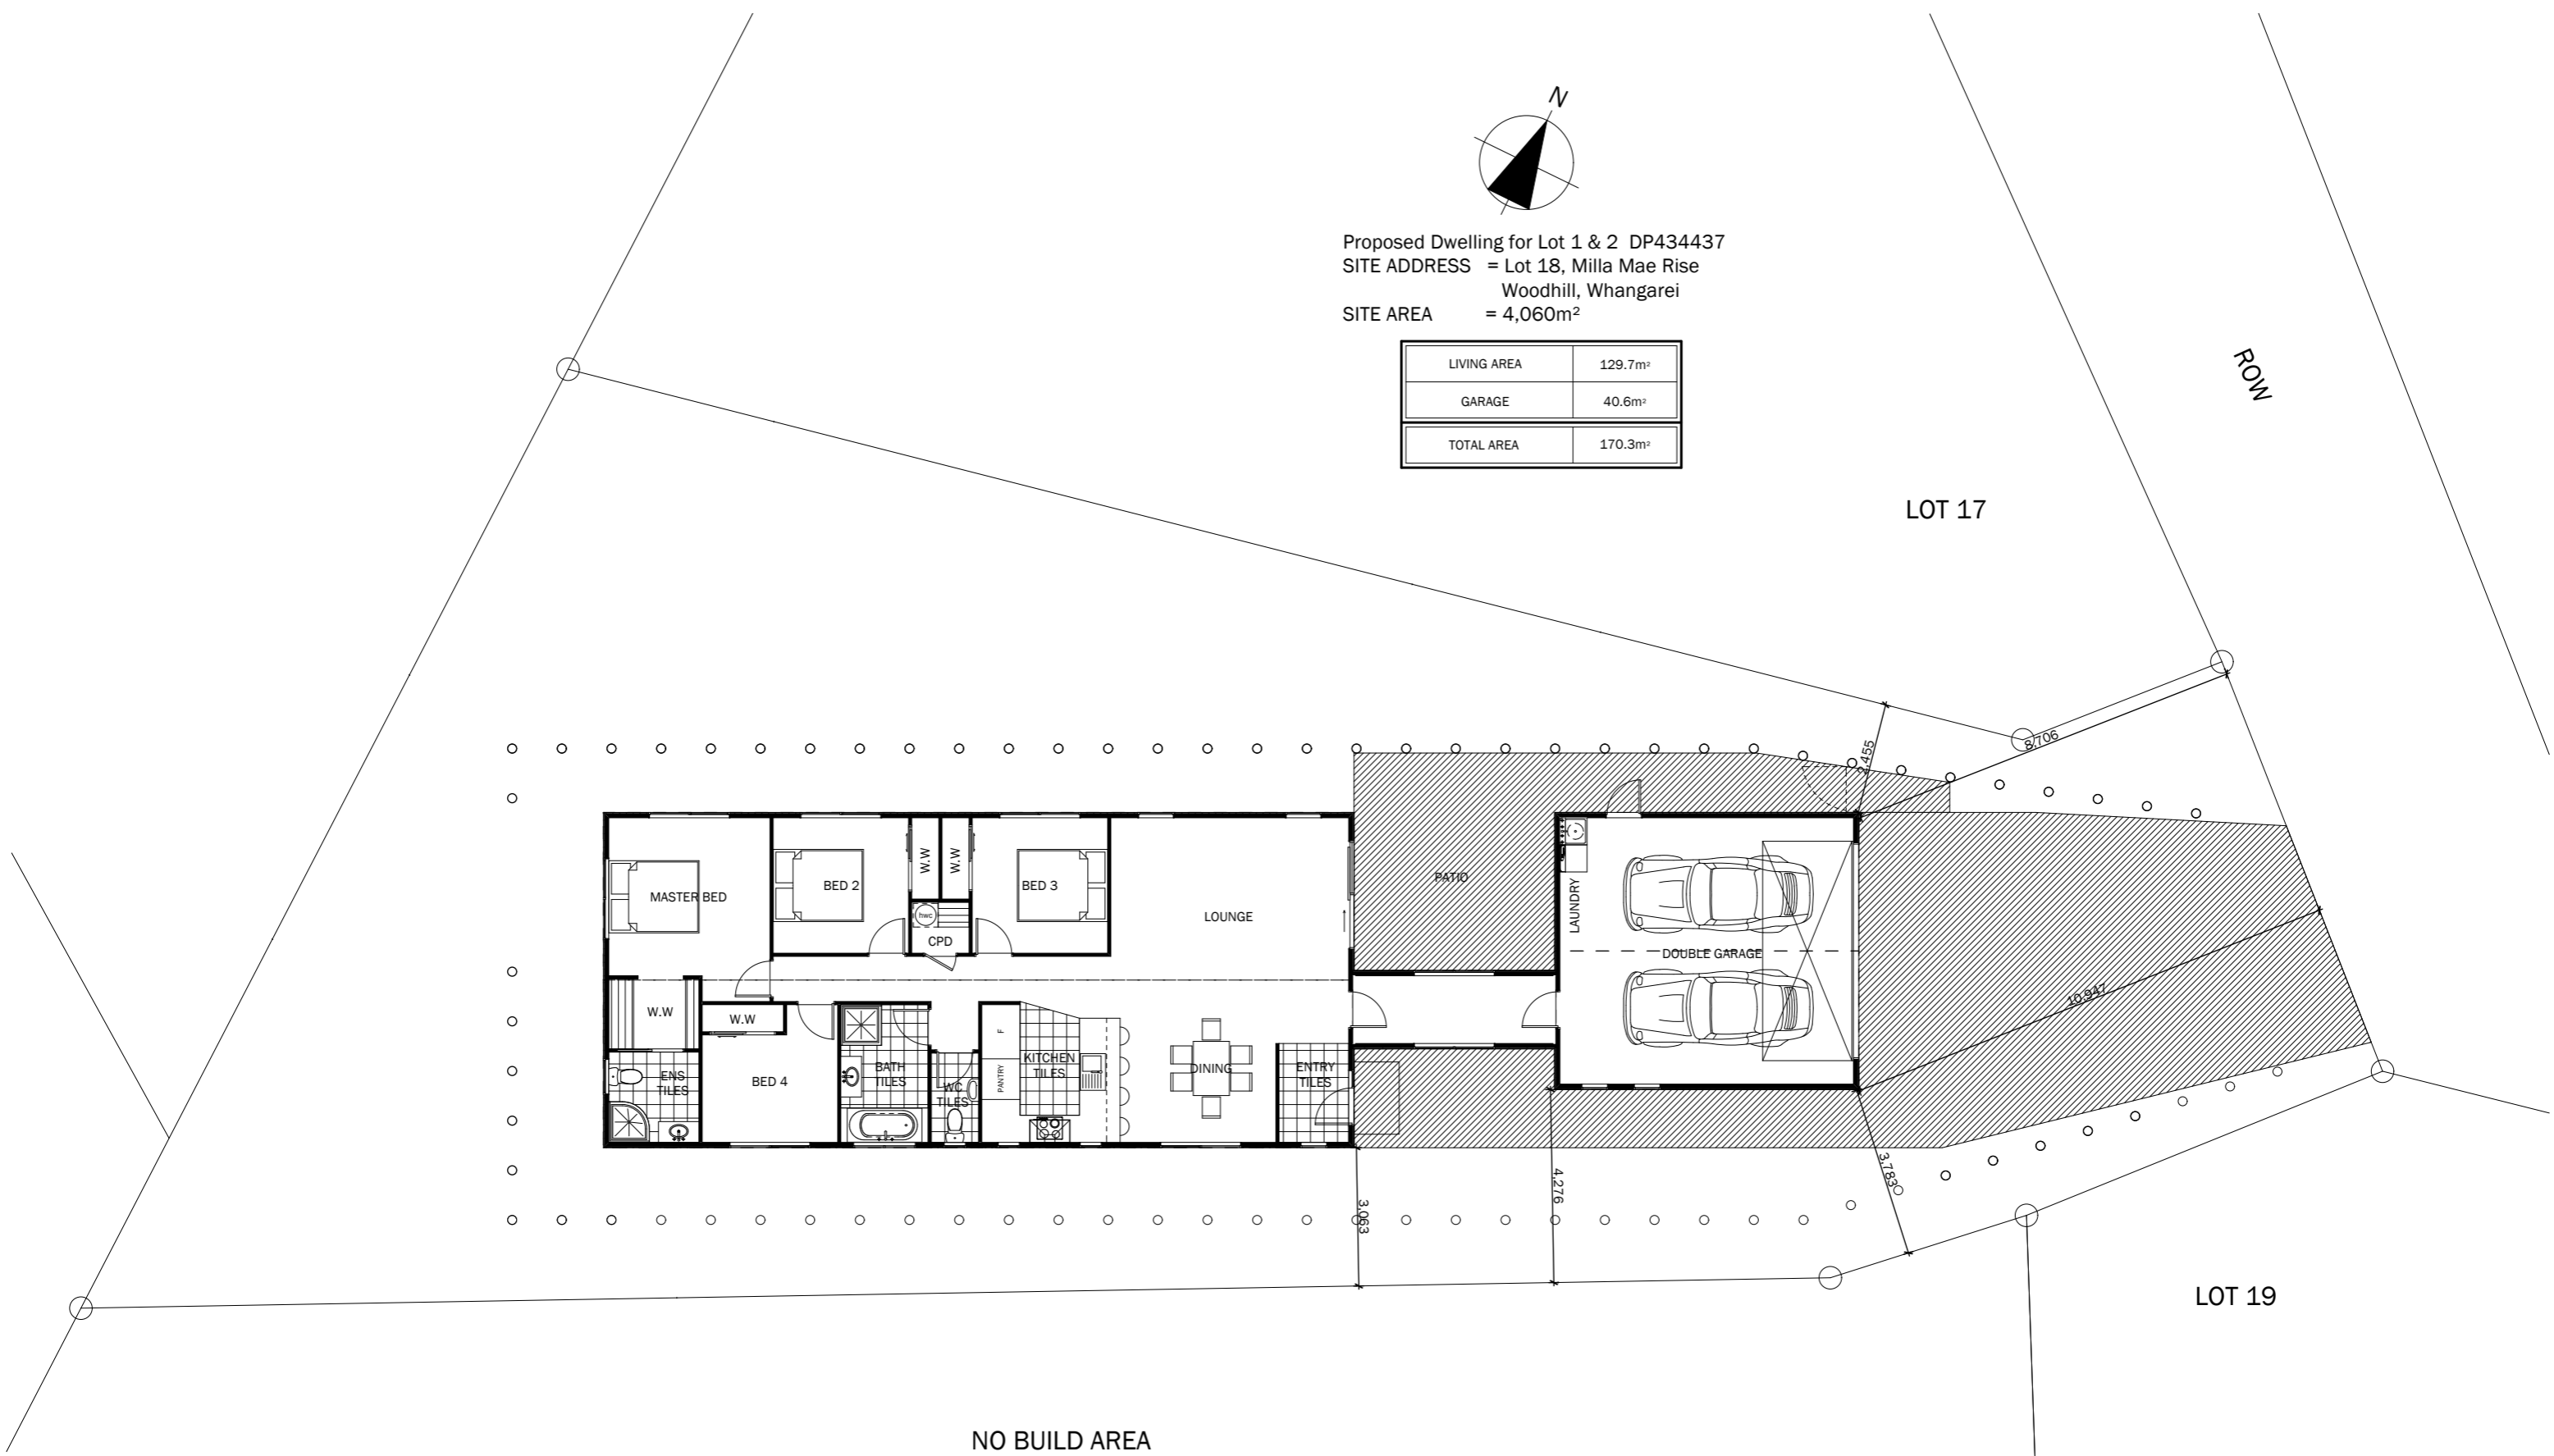 N
Proposed Dwelling for Lot 1 & 2 DP434437
SITE ADDRESS = Lot 18, Milla Mae Rise
Woodhill, Whangarei
SITE AREA = 4,060m²
LIVING AREA 129.7m²
GARAGE 40.6m²
TOTAL AREA 170.3m²
ROW
LOT 17
8,706
2,455
MASTER BED
BED 2
W.W
W.W
BED 3
hwc
CPD
LOUNGE
PATIO
LAUNDRY
DOUBLE GARAGE
10,947
W.W
W.W
F
PANTRY
KITCHEN
TILES
ENS
TILES
BED 4
BATH
TILES
WC
TILES
DINING
ENTRY
TILES
3,063
4,276
3,783
LOT 19
NO BUILD AREA